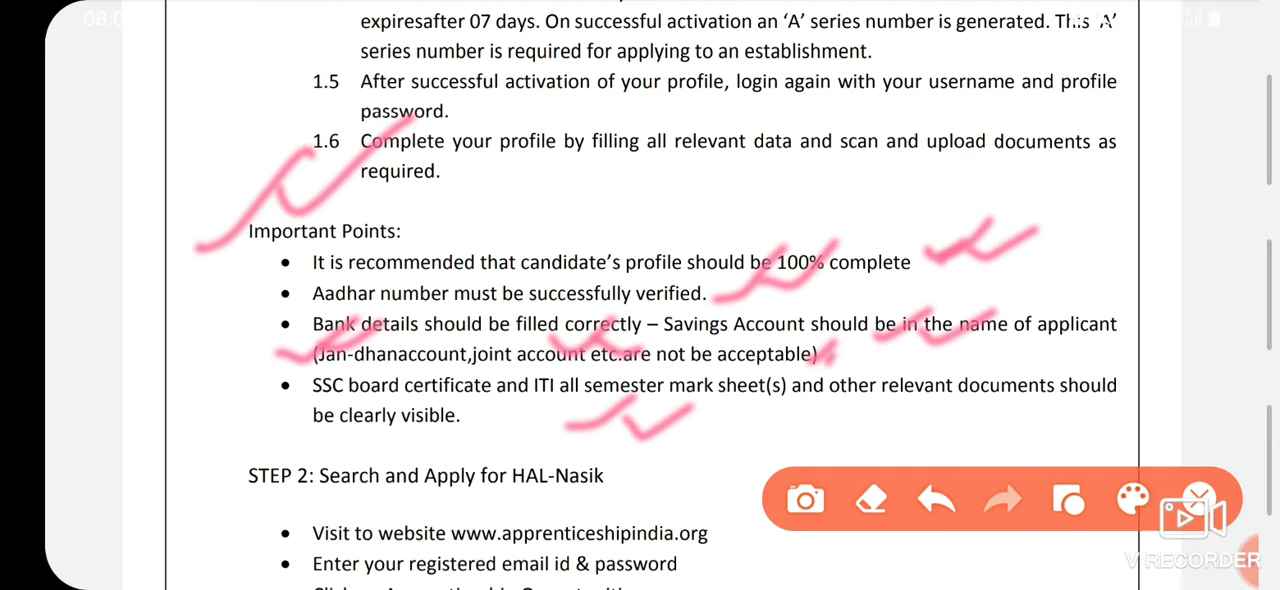 08:0
expiresafter 07 days. On successful activation an ‘A’ series number is generated. This ‘A’
series number is required for applying to an establishment.
1.5 After successful activation of your profile, login again with your username and profile
password.
1.6 Complete your profile by filling all relevant data and scan and upload documents as
required.
Important Points:
• It is recommended that candidate’s profile should be 100% complete
• Aadhar number must be successfully verified.
• Bank details should be filled correctly – Savings Account should be in the name of applicant
(Jan-dhanaccount,joint account etc.are not be acceptable)
• SSC board certificate and ITI all semester mark sheet(s) and other relevant documents should
be clearly visible.
STEP 2: Search and Apply for HAL-Nasik
• Visit to website www.apprenticeshipindia.org
• Enter your registered email id & password
V RECORDER